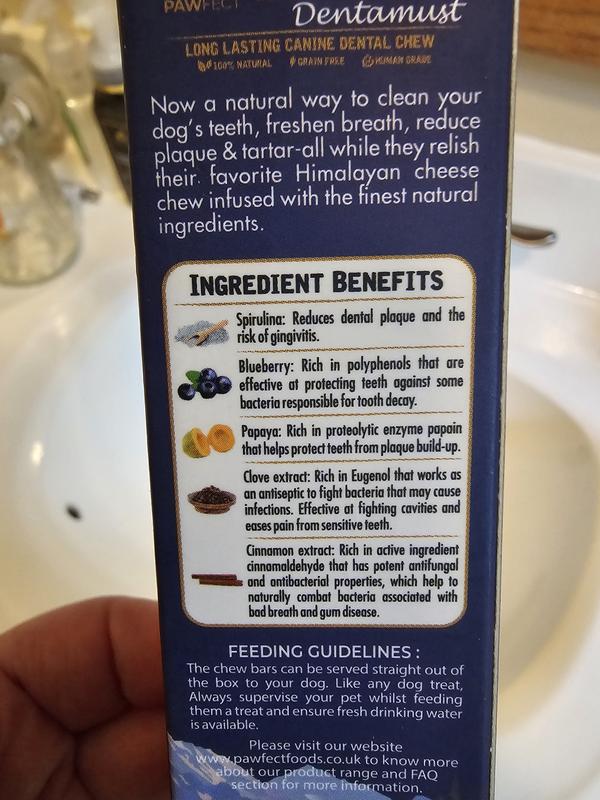 PAWFECT
Dentamust
LONG LASTING CANINE DENTAL CHEW
100% NATURAL GRAIN FREE HUMAN GRADE
Now a natural way to clean your
dog's teeth, freshen breath, reduce
plaque & tartar-all while they relish
their favorite Himalayan cheese
chew infused with the finest natural
ingredients.
INGREDIENT BENEFITS
Spirulina: Reduces dental plaque and the
risk of gingivitis.
Blueberry: Rich in polyphenols that are
effective at protecting teeth against some
bacteria responsible for tooth decay.
Papaya: Rich in proteolytic enzyme papain
that helps protect teeth from plaque build-up.
Clove extract: Rich in Eugenol that works as
an antiseptic to fight bacteria that may cause
infections. Effective at fighting cavities and
eases pain from sensitive teeth.
Cinnamon extract: Rich in active ingredient
cinnamaldehyde that has potent antifungal
and antibacterial properties, which help to
naturally combat bacteria associated with
bad breath and gum disease.
FEEDING GUIDELINES :
The chew bars can be served straight out of
the box to your dog. Like any dog treat,
Always supervise your pet whilst feeding
them a treat and ensure fresh drinking water
is available.
Please visit our website
www.pawfectfoods.co.uk to know more
about our product range and FAQ
section for more information.